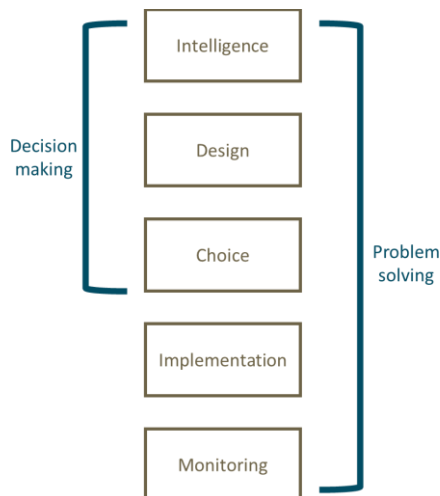 Intelligence
Design
Decision
making
Choice
Problem
solving
Implementation
Monitoring